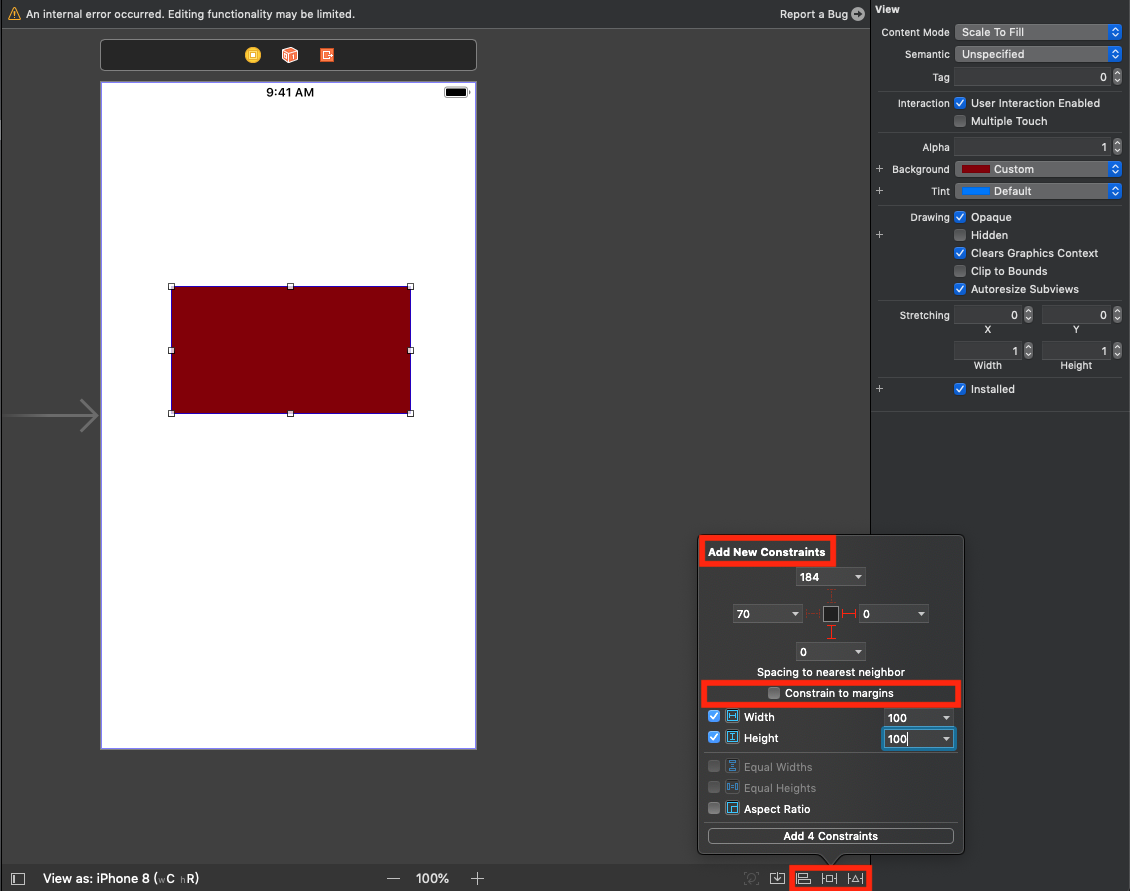 An internal error occurred. Editing functionality may be limited.
Report a Bug
9:41 AM
View
Content Mode Scale To Fill
Semantic Unspecified
Tag 0
Interaction User Interaction Enabled
Multiple Touch
Alpha 1
+ Background Custom
+ Tint Default
Drawing Opaque
+ Hidden
Clears Graphics Context
Clip to Bounds
Autoresize Subviews
Stretching 0 0
X Y
1 1
Width Height
+ Installed
Add New Constraints
184
70 0
0
Spacing to nearest neighbor
Constrain to margins
Width 100
Height 100
Equal Widths
Equal Heights
Aspect Ratio
Add 4 Constraints
View as: iPhone 8 (wC hR)
— 100% +